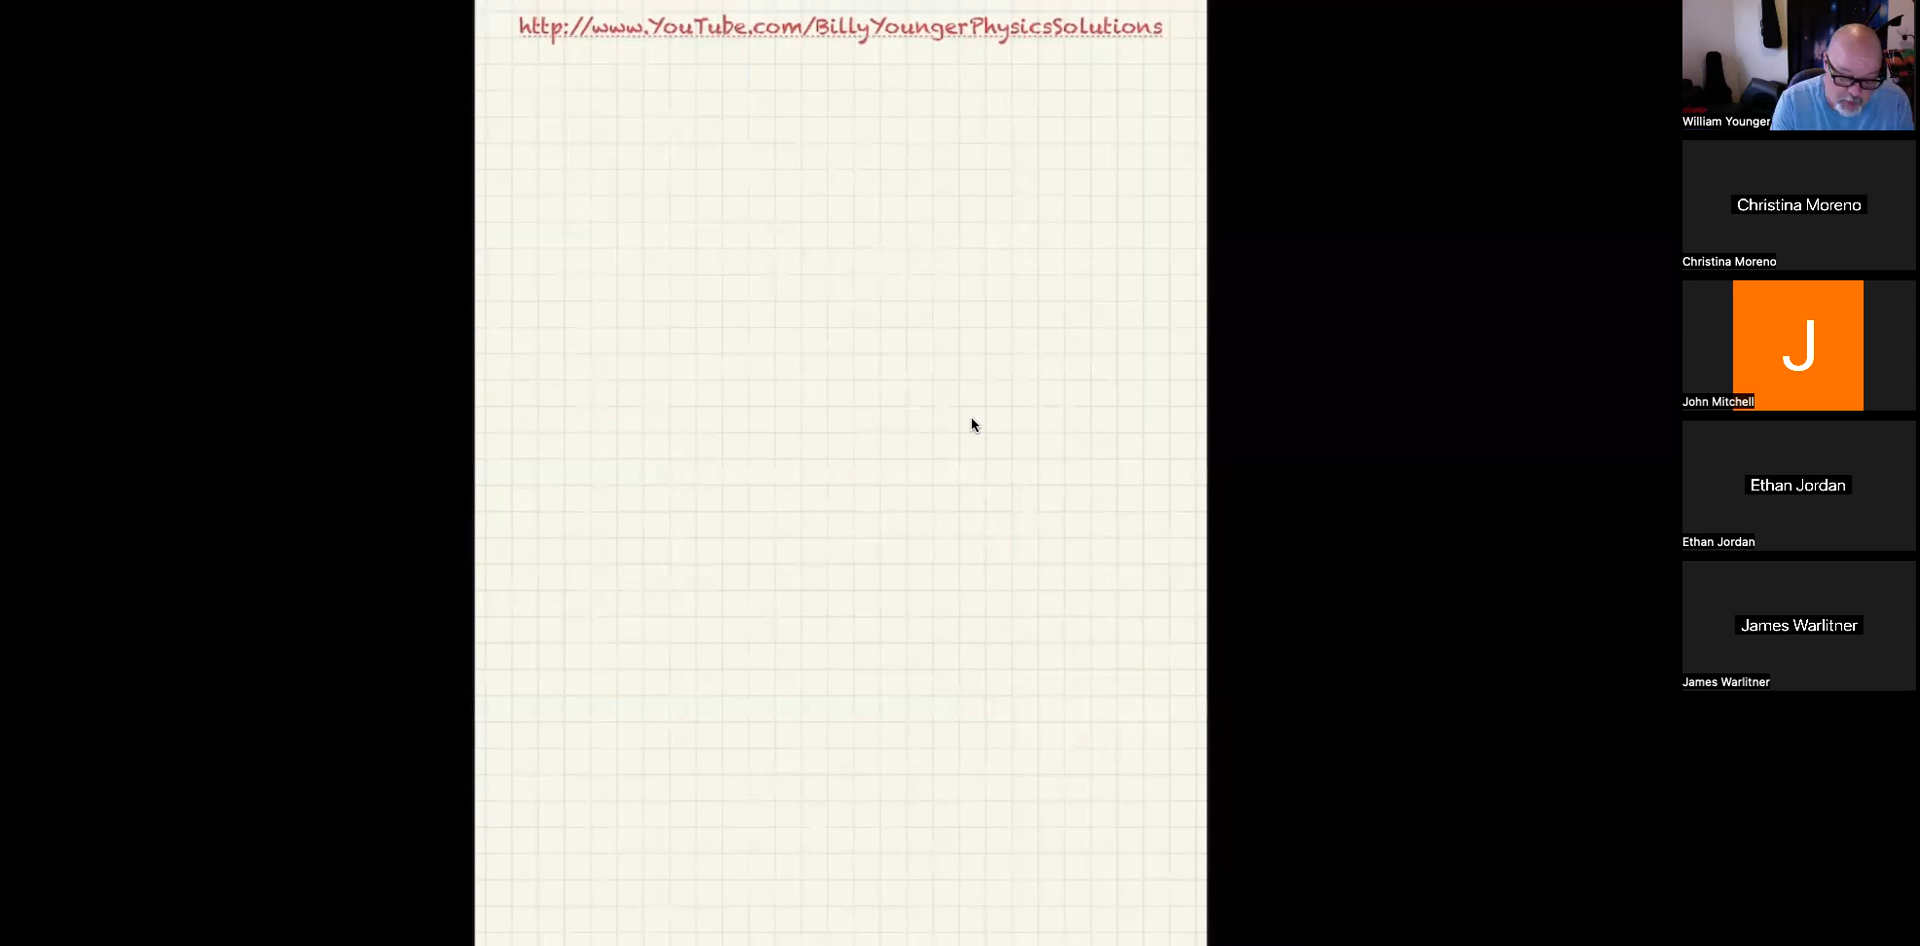 http://www.YouTube.com/BillyYoungerPhysicsSolutions
William Younger
Christina Moreno
Christina Moreno
J
John Mitchell
Ethan Jordan
Ethan Jordan
James Warlitner
James Warlitner